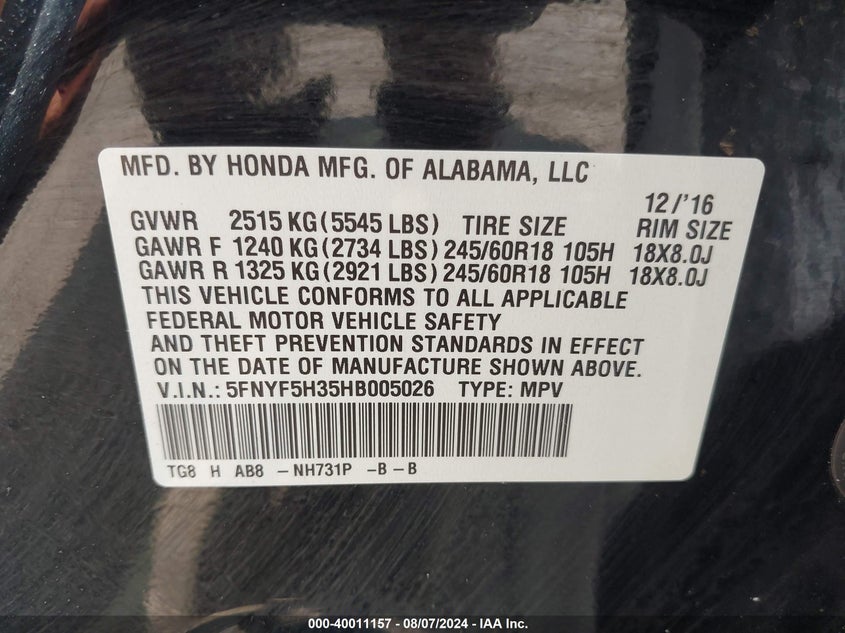 MFD. BY HONDA MFG. OF ALABAMA, LLC
12/'16
GVWR 2515 KG(5545 LBS) TIRE SIZE RIM SIZE
GAWR F 1240 KG(2734 LBS) 245/60R18 105H 18X8.0J
GAWR R 1325 KG(2921 LBS) 245/60R18 105H 18X8.0J
THIS VEHICLE CONFORMS TO ALL APPLICABLE
FEDERAL MOTOR VEHICLE SAFETY
AND THEFT PREVENTION STANDARDS IN EFFECT
ON THE DATE OF MANUFACTURE SHOWN ABOVE.
V.I.N.: 5FNYF5H35HB005026 TYPE: MPV
TG8 H AB8 -NH731P -B-B
000-40011157 - 08/07/2024 - IAA Inc.